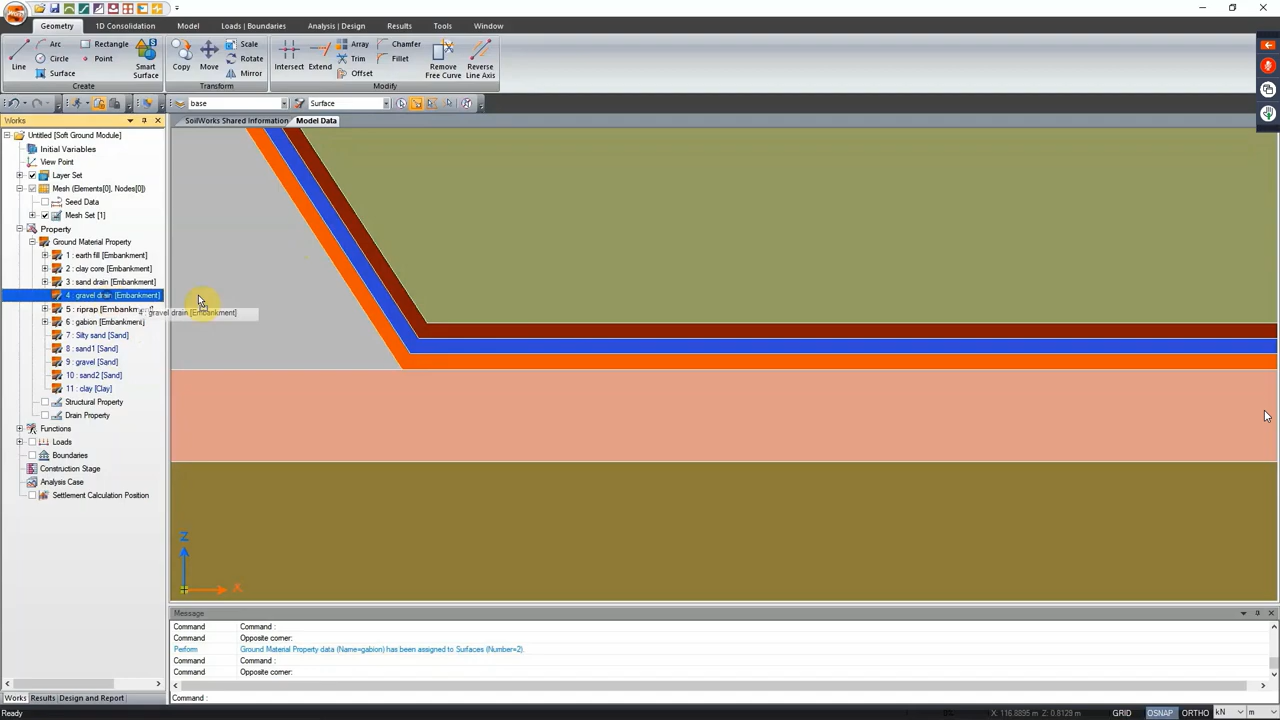 Geometry 1D Consolidation Model Loads | Boundaries Analysis | Design Results Tools Window
Line Arc Circle Surface Rectangle Point Smart Surface
Create
Copy Move Scale Rotate Mirror
Transform
Intersect Extend Array Trim Offset Chamfer Fillet Remove Free Curve Reverse Line Axis
Modify
base Surface
Works
SoilWorks Shared Information Model Data
Untitled [Soft Ground Module]
Initial Variables
View Point
Layer Set
Mesh (Elements[0], Nodes[0])
Seed Data
Mesh Set [1]
Property
Ground Material Property
1 : earth fill [Embankment]
2 : clay core [Embankment]
3 : sand drain [Embankment]
4 : gravel drain [Embankment]
5 : riprap [Embankm
4 : gravel drain [Embankment]
6 : gabion [Embankment]
7 : Silty sand [Sand]
8 : sand1 [Sand]
9 : gravel [Sand]
10 : sand2 [Sand]
11 : clay [Clay]
Structural Property
Drain Property
Functions
Loads
Boundaries
Construction Stage
Analysis Case
Settlement Calculation Position
Z
X
Message
Command Command :
Command Opposite corner:
Perform Ground Material Property data (Name=gabion) has been assigned to Surfaces (Number=2).
Command Command :
Command Opposite corner:
Works Results Design and Report
Command :
Ready
X: 116.8895 m Z: 0.8129 m GRID OSNAP ORTHO kN m